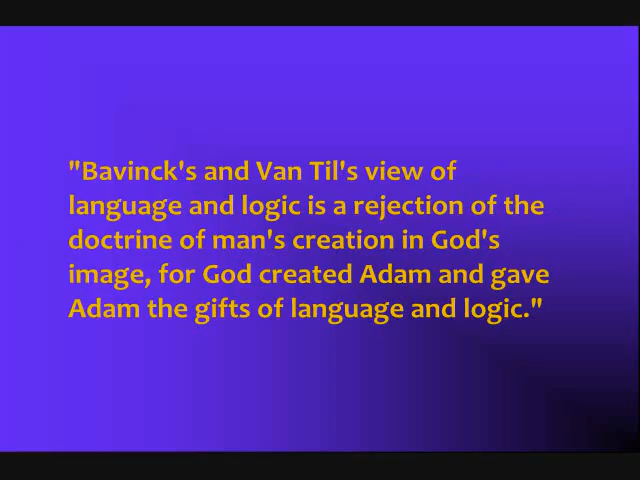 "Bavinck's and Van Til's view of
language and logic is a rejection of the
doctrine of man's creation in God's
image, for God created Adam and gave
Adam the gifts of language and logic."